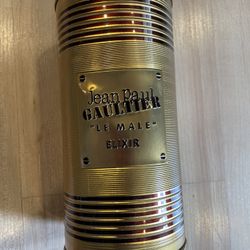 Jean Paul
GAULTIER
"LE MALE"
ELIXIR